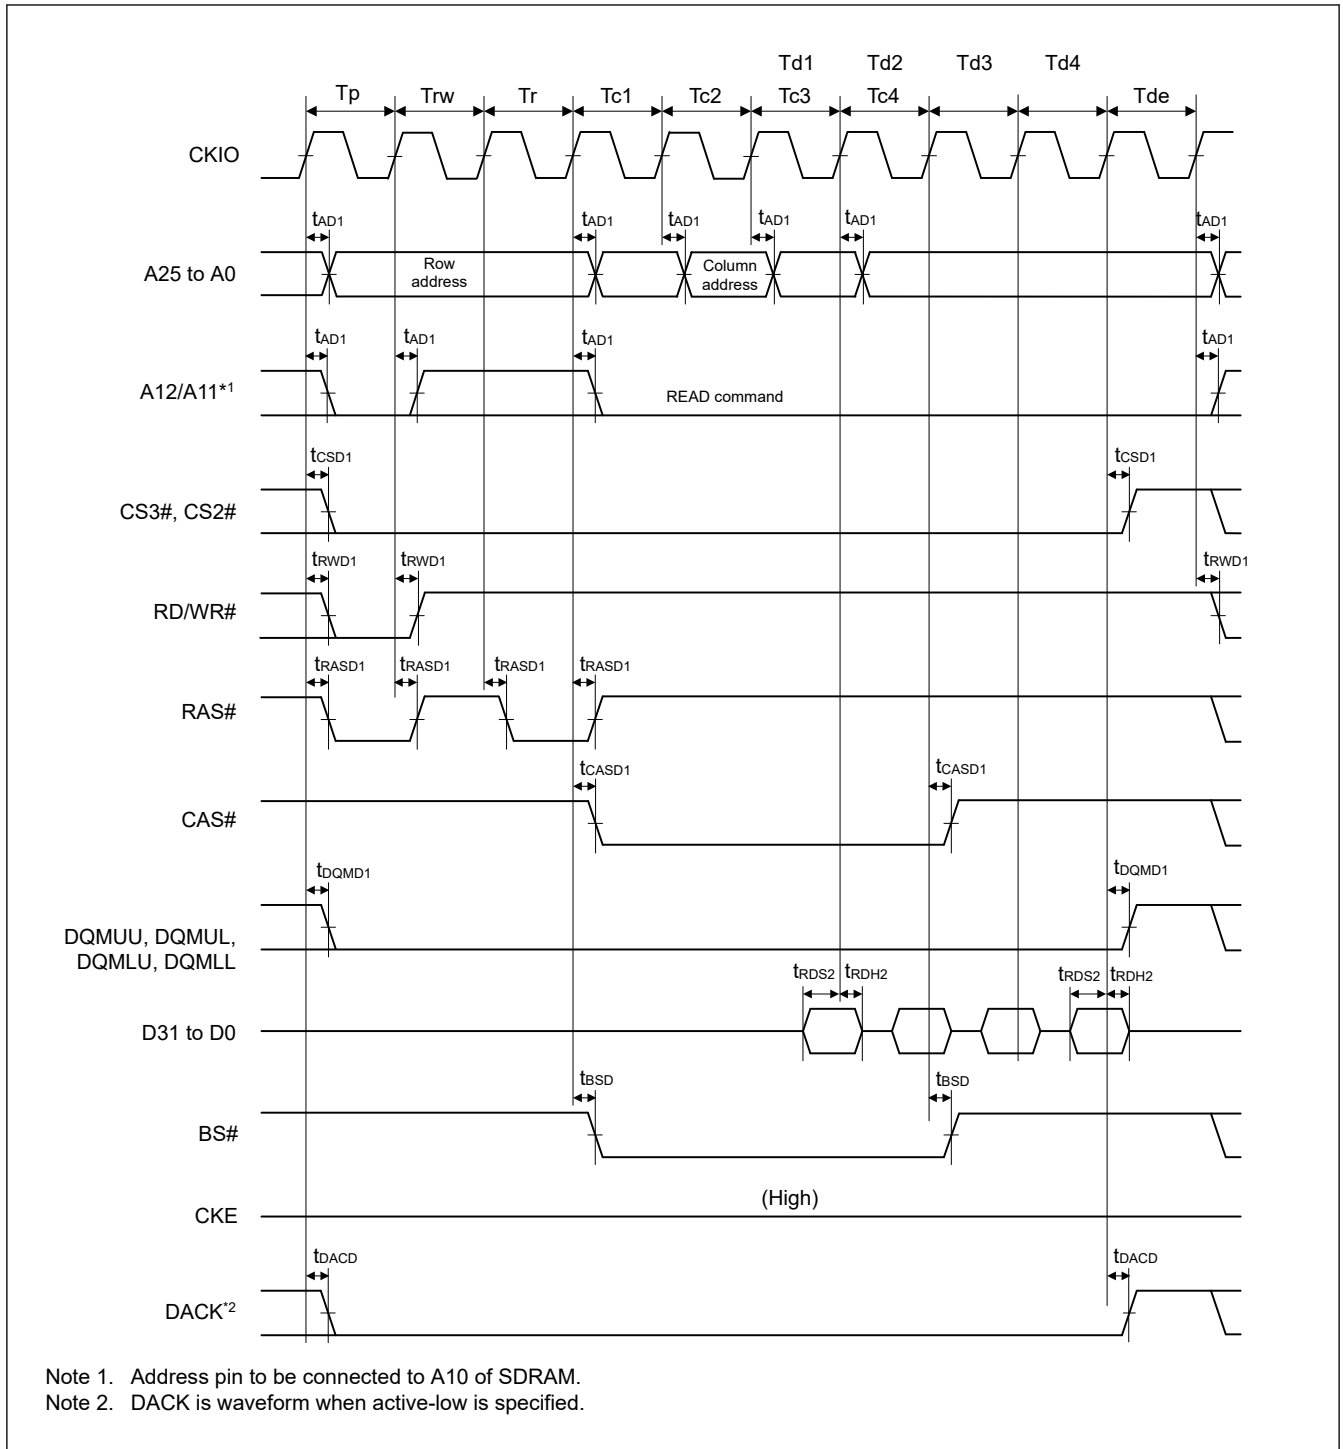 Td1 Td2 Td3 Td4
Tp Trw Tr Tc1 Tc2 Tc3 Tc4 Tde
CKIO
tAD1 tAD1 tAD1 tAD1 tAD1 tAD1
A25 to A0
Row
address
Column
address
tAD1 tAD1 tAD1 tAD1
A12/A11*1
READ command
tCSD1 tCSD1
CS3#, CS2#
tRWD1 tRWD1 tRWD1
RD/WR#
tRASD1 tRASD1 tRASD1 tRASD1
RAS#
tCASD1 tCASD1
CAS#
tDQMD1 tDQMD1
DQMUU, DQMUL,
DQMLU, DQMLL
tRDS2 tRDH2 tRDS2 tRDH2
D31 to D0
tBSD tBSD
BS#
(High)
CKE
tDACD tDACD
DACK*2
Note 1. Address pin to be connected to A10 of SDRAM.
Note 2. DACK is waveform when active-low is specified.